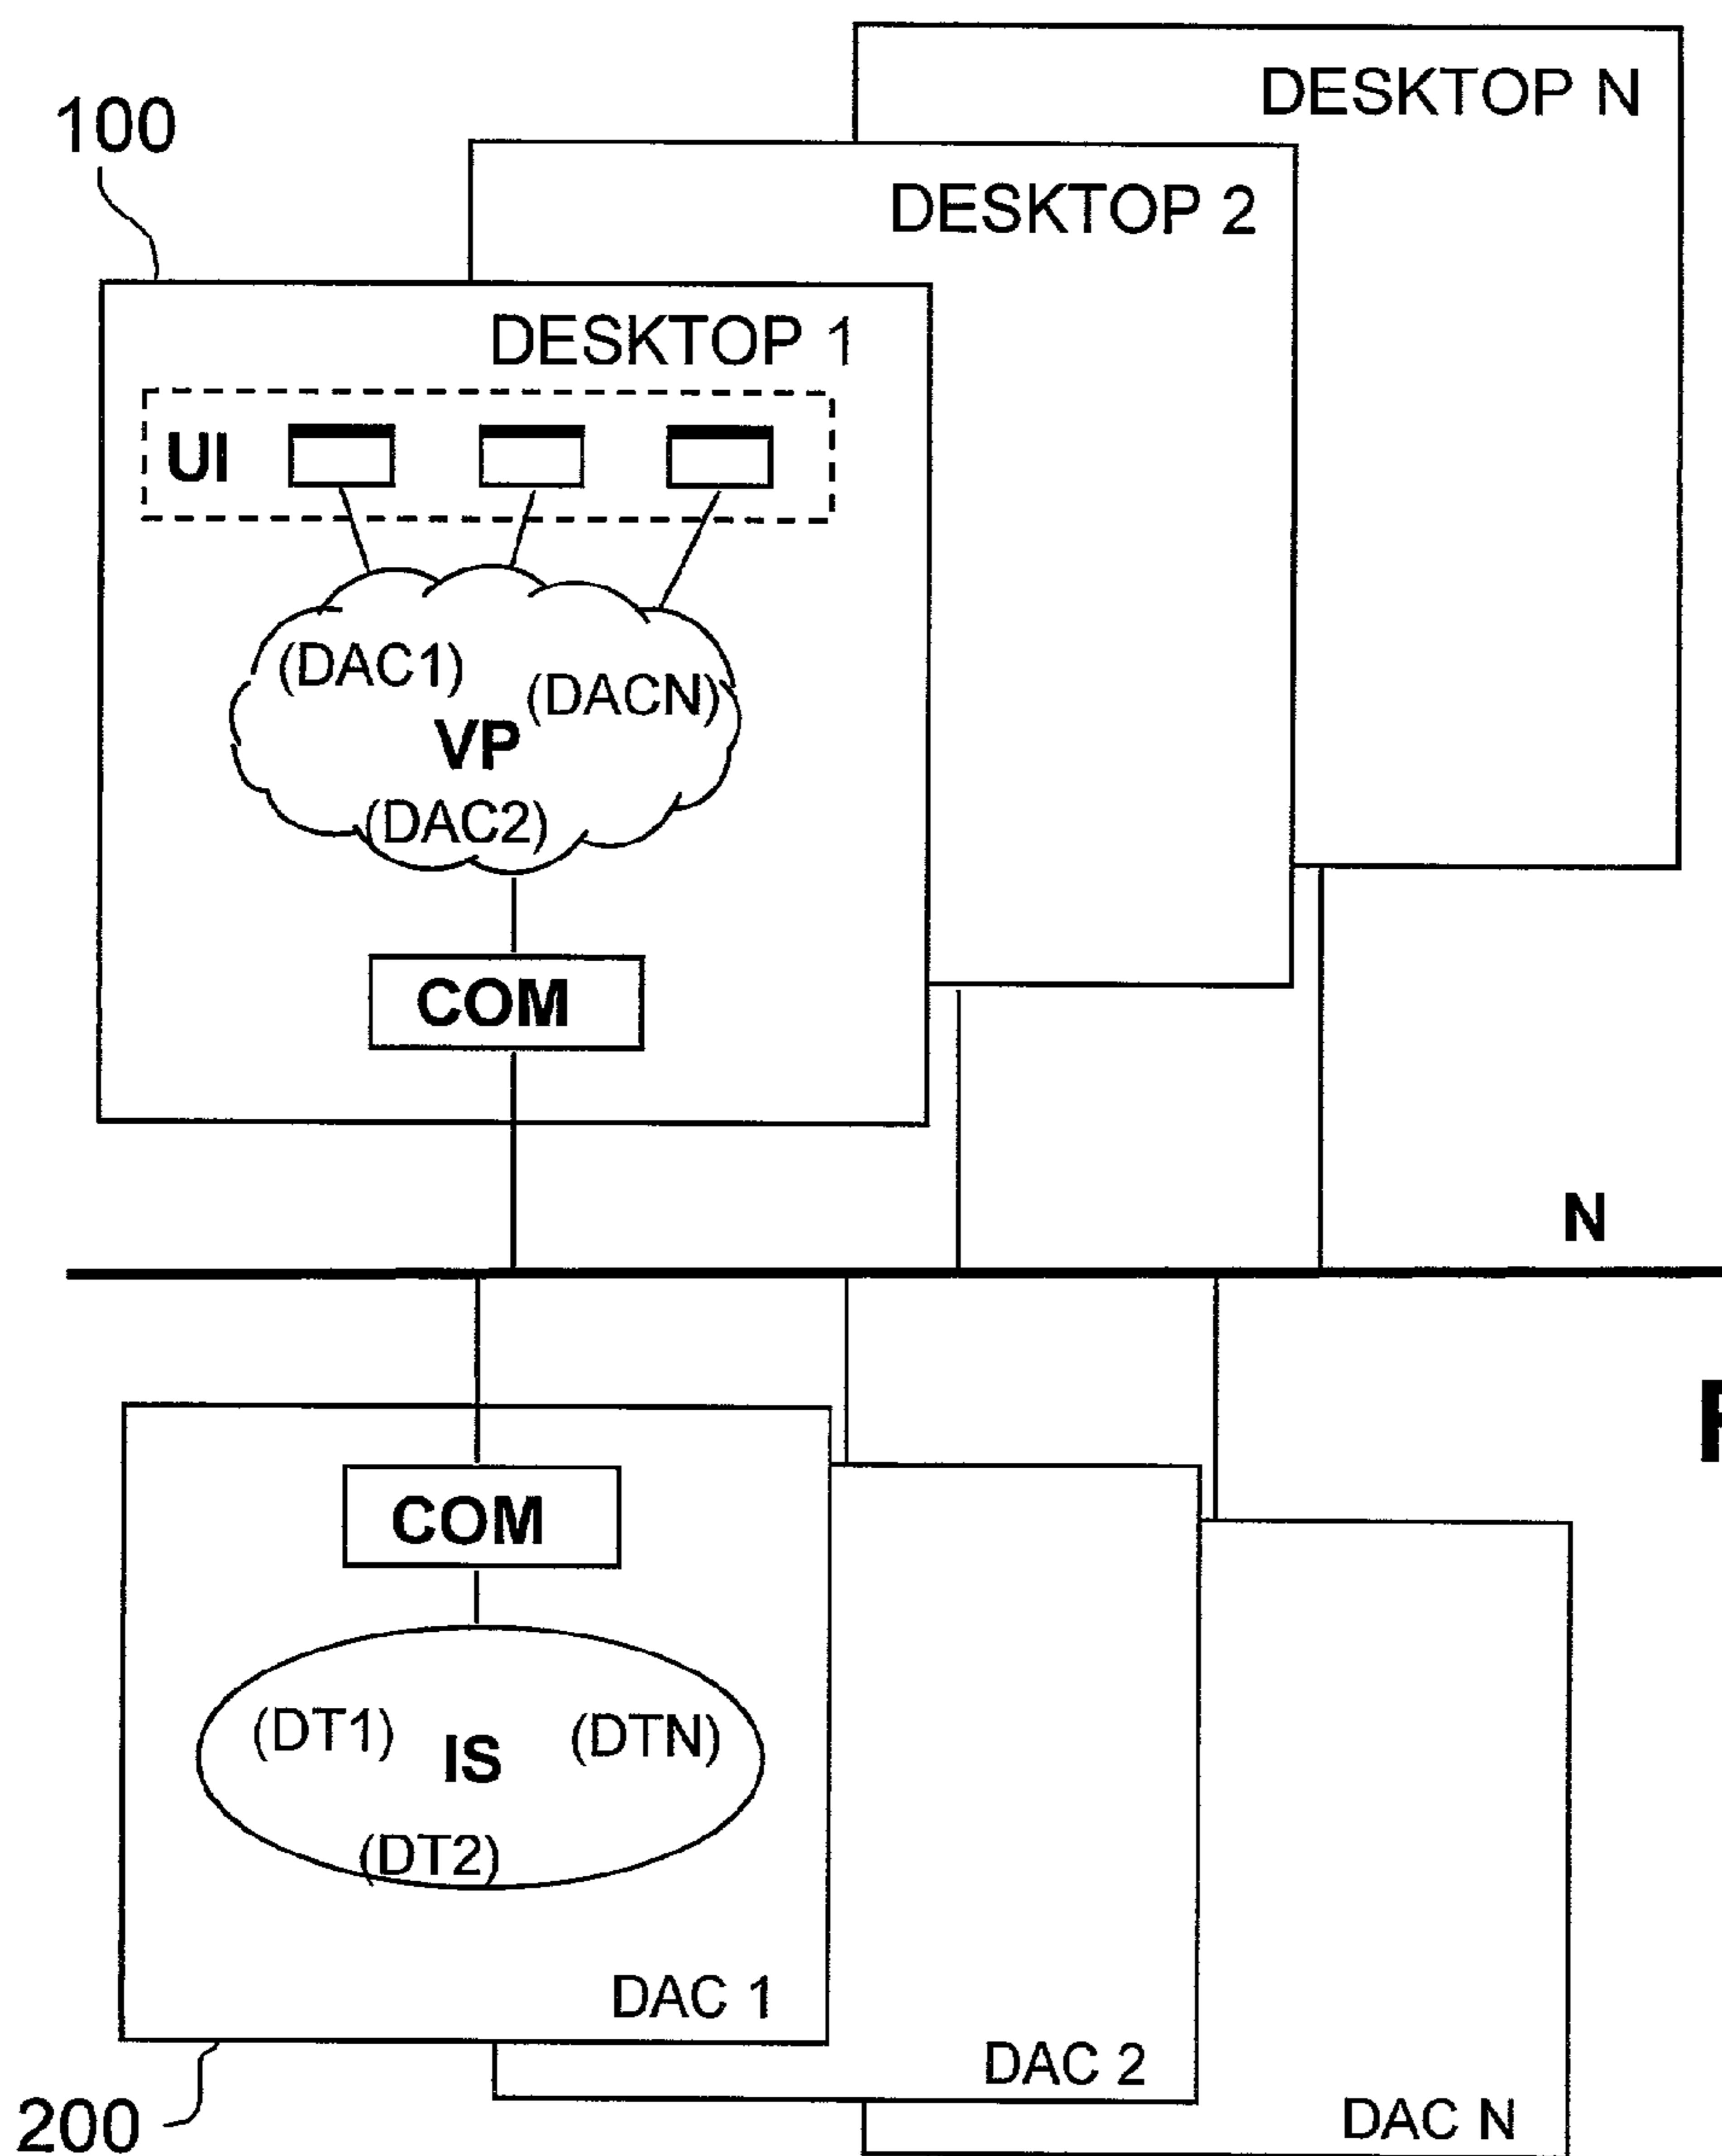 DESKTOP N
100
DESKTOP 2
DESKTOP 1
UI
(DAC1)
(DACN)
VP
(DAC2)
COM
N
COM
(DT1)
IS
(DTN)
(DT2)
DAC 1
DAC 2
200
DAC N